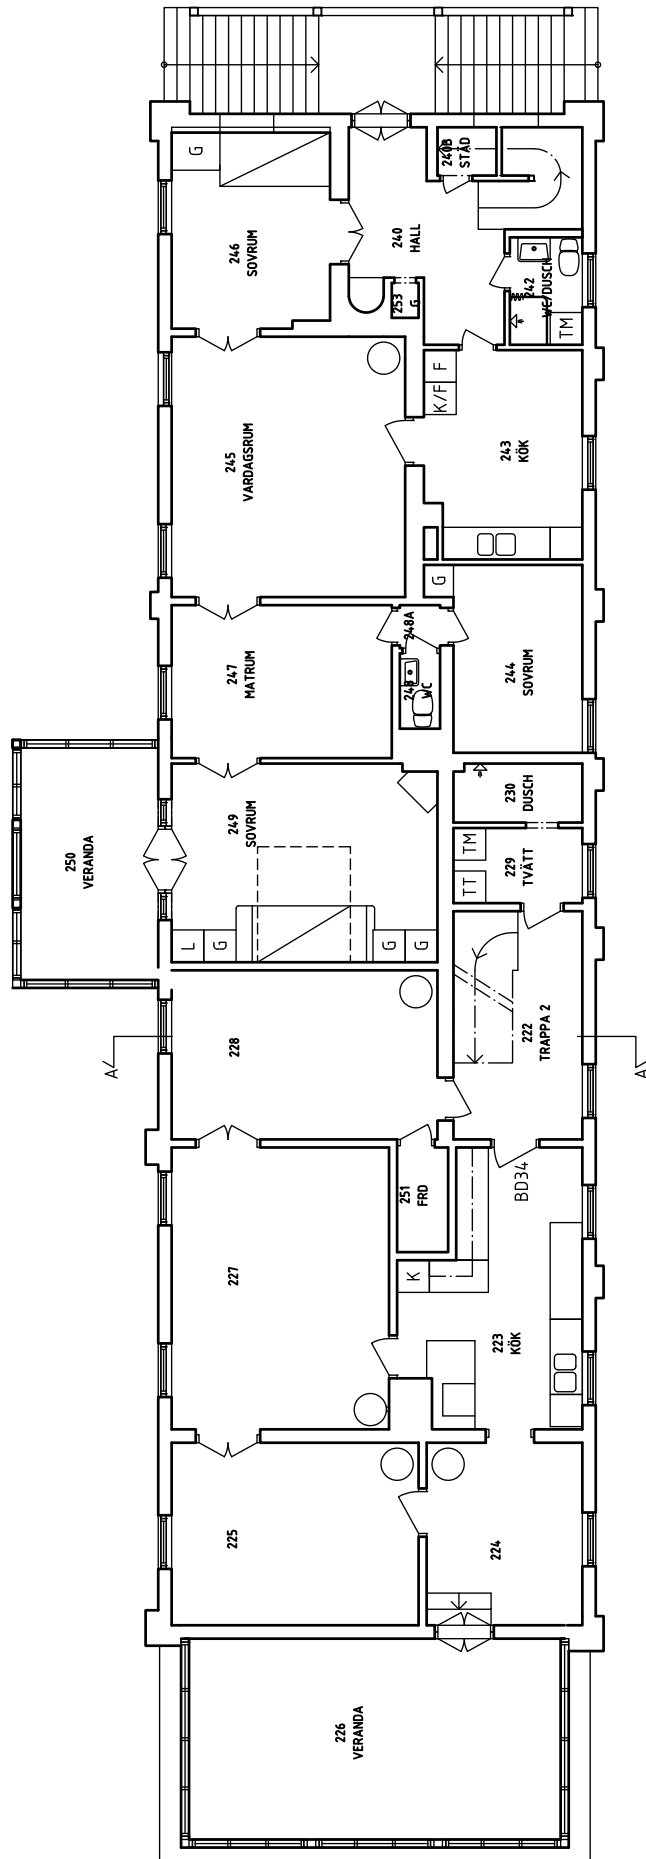 G
246
SOVRUM
240
HALL
240B
STÄD
253
G
242
WC/DUSCH
TM
K/F
F
245
VARDAGSRUM
243
KÖK
G
247
MATRUM
248A
248
WC
244
SOVRUM
250
VERANDA
249
SOVRUM
230
DUSCH
229
TVÄTT
TT
TM
L
G
G
G
A
228
222
TRAPPA 2
A
251
FRD
BD34
K
227
223
KÖK
225
224
226
VERANDA